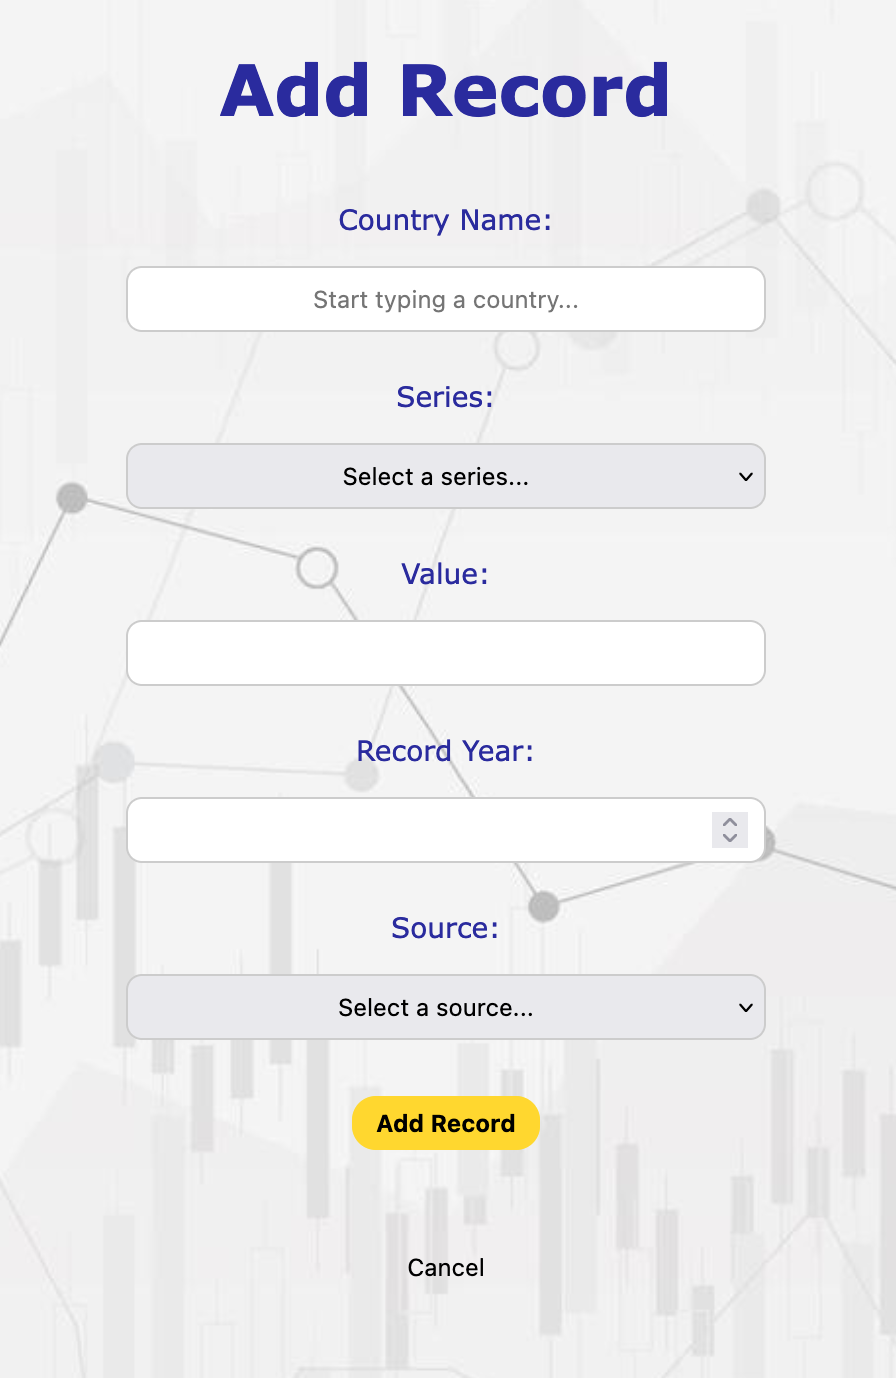 Add Record
Country Name:
Start typing a country...
Series:
Select a series...
Value:
Record Year:
Source:
Select a source...
Add Record
Cancel